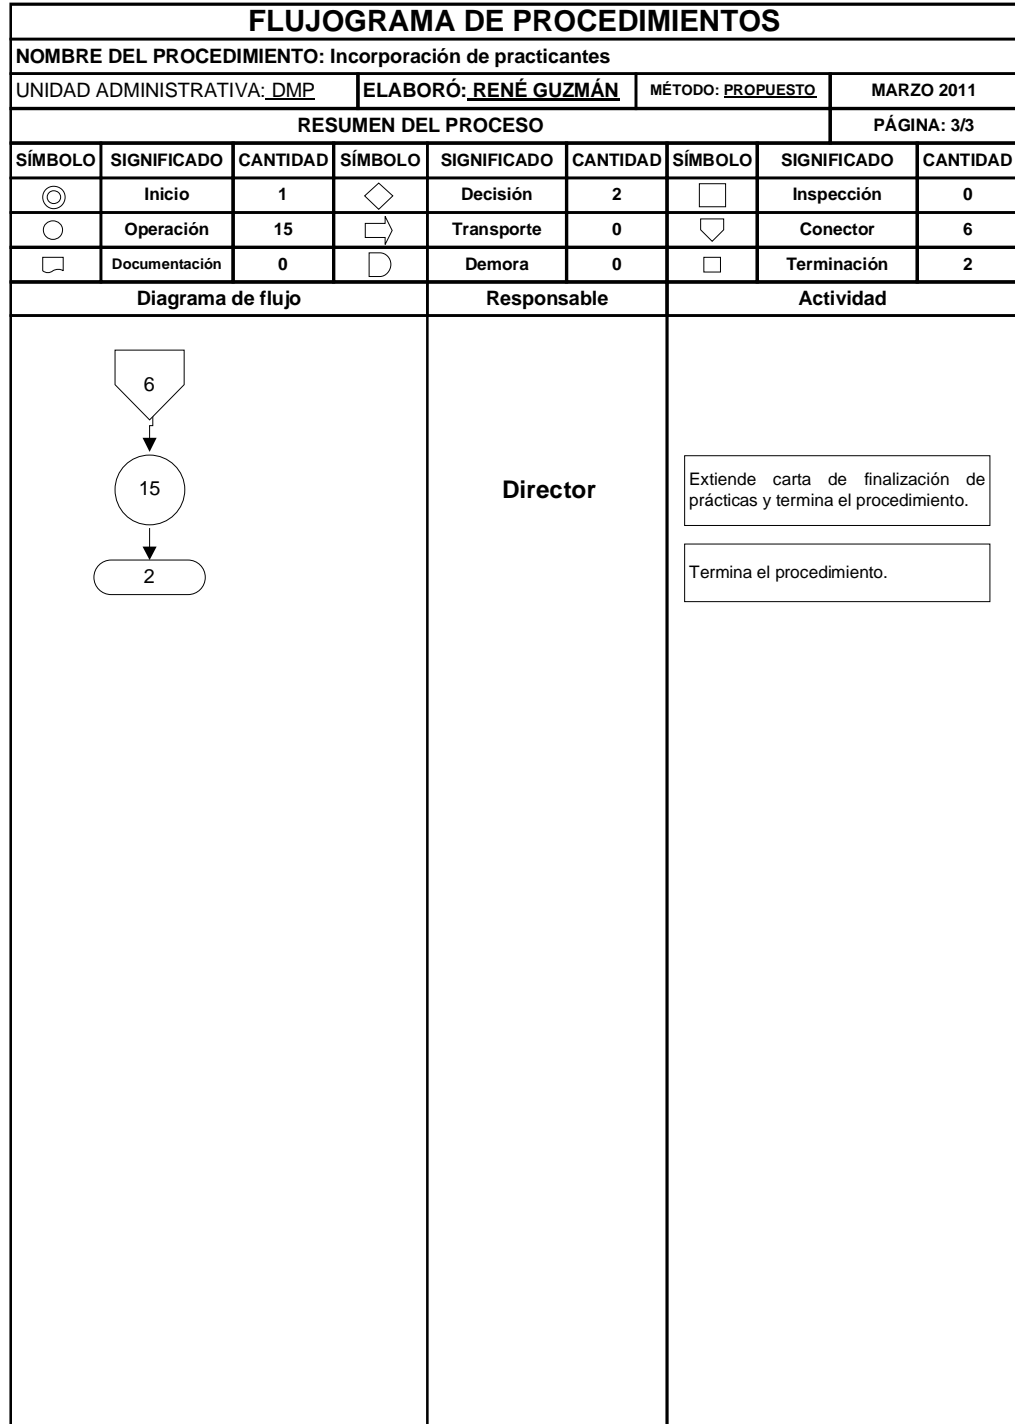 FLUJOGRAMA DE PROCEDIMIENTOS
NOMBRE DEL PROCEDIMIENTO: Incorporación de practicantes
UNIDAD ADMINISTRATIVA: DMP ELABORÓ: RENÉ GUZMÁN MÉTODO: PROPUESTO MARZO 2011
RESUMEN DEL PROCESO PÁGINA: 3/3
SÍMBOLO SIGNIFICADO CANTIDAD SÍMBOLO SIGNIFICADO CANTIDAD SÍMBOLO SIGNIFICADO CANTIDAD
Inicio 1 Decisión 2 Inspección 0
Operación 15 Transporte 0 Conector 6
Documentación 0 Demora 0 Terminación 2
Diagrama de flujo Responsable Actividad
6
15 Director
Extiende carta de finalización de
prácticas y termina el procedimiento.
2
Termina el procedimiento.